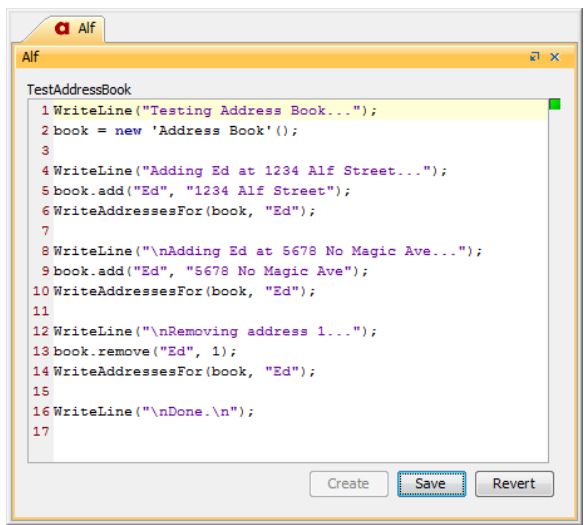 Alf
Alf
TestAddressBook
1 WriteLine("Testing Address Book...");
2 book = new 'Address Book'();
3
4 WriteLine("Adding Ed at 1234 Alf Street...");
5 book.add("Ed", "1234 Alf Street");
6 WriteAddressesFor(book, "Ed");
7
8 WriteLine("\nAdding Ed at 5678 No Magic Ave...");
9 book.add("Ed", "5678 No Magic Ave");
10 WriteAddressesFor(book, "Ed");
11
12 WriteLine("\nRemoving address 1...");
13 book.remove("Ed", 1);
14 WriteAddressesFor(book, "Ed");
15
16 WriteLine("\nDone.\n");
17
Create Save Revert